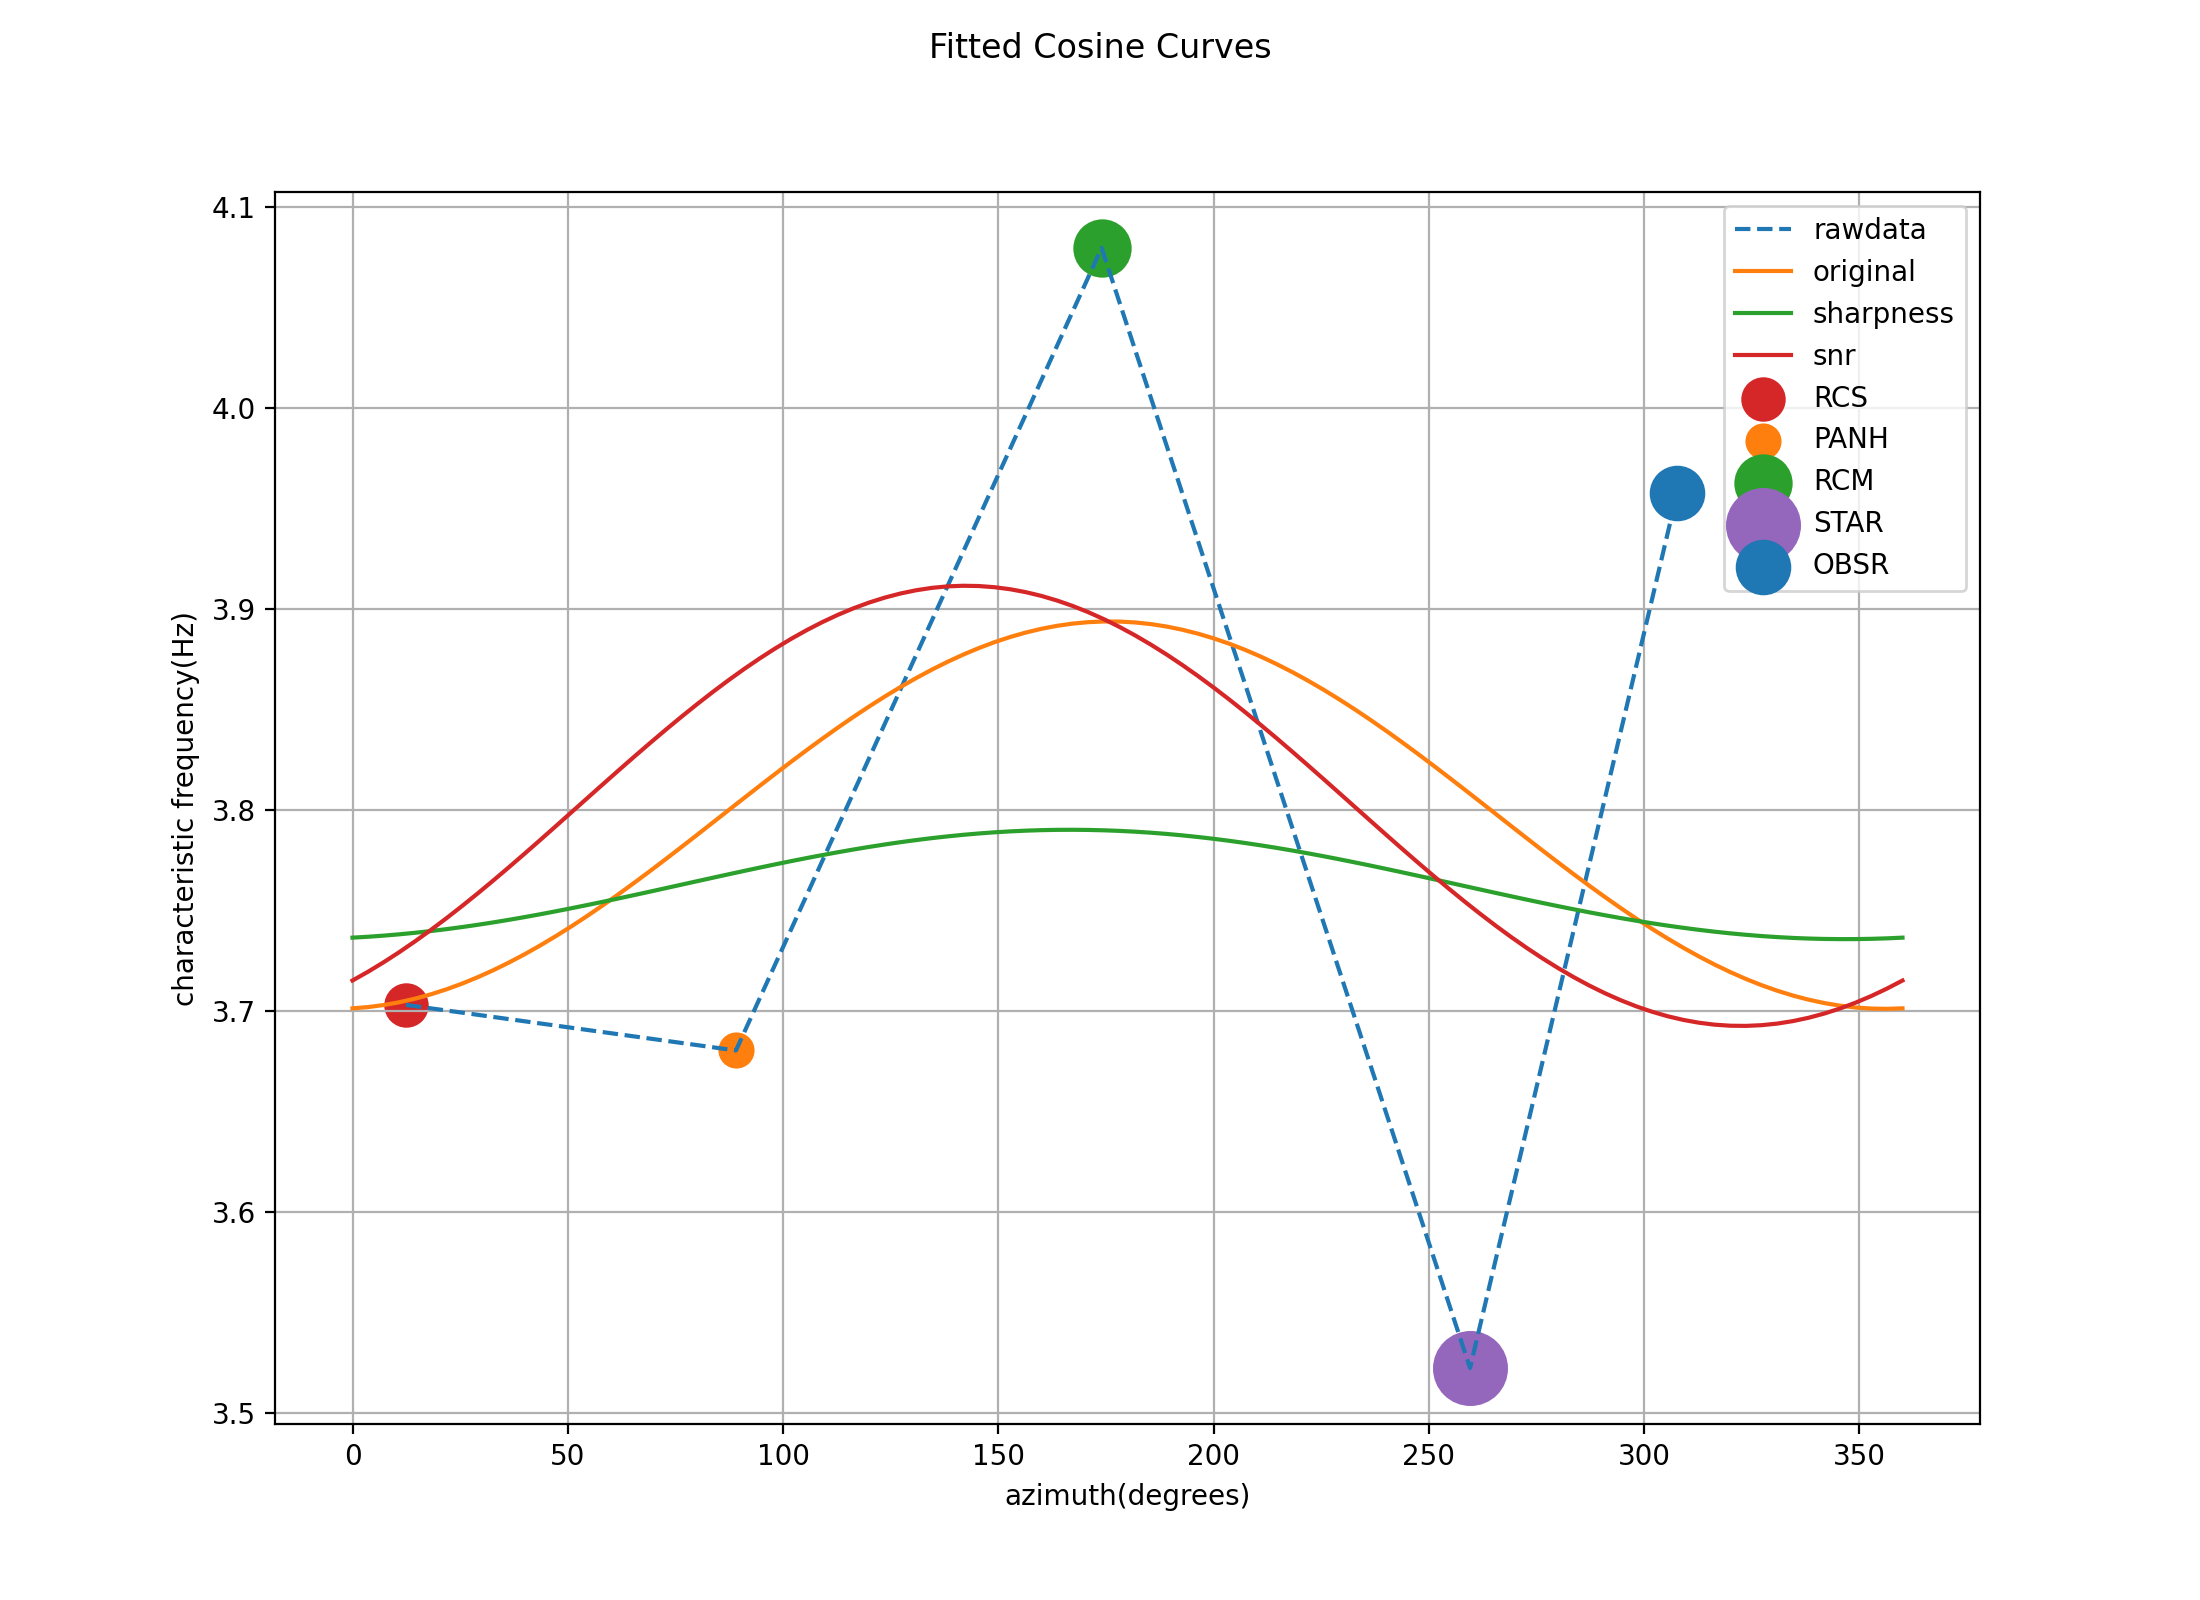 Fitted Cosine Curves
4.1
4.0
3.9
3.8
3.7
3.6
3.5
characteristic frequency(Hz)
0 50 100 150 200 250 300 350
azimuth(degrees)
rawdata
original
sharpness
snr
RCS
PANH
RCM
STAR
OBSR